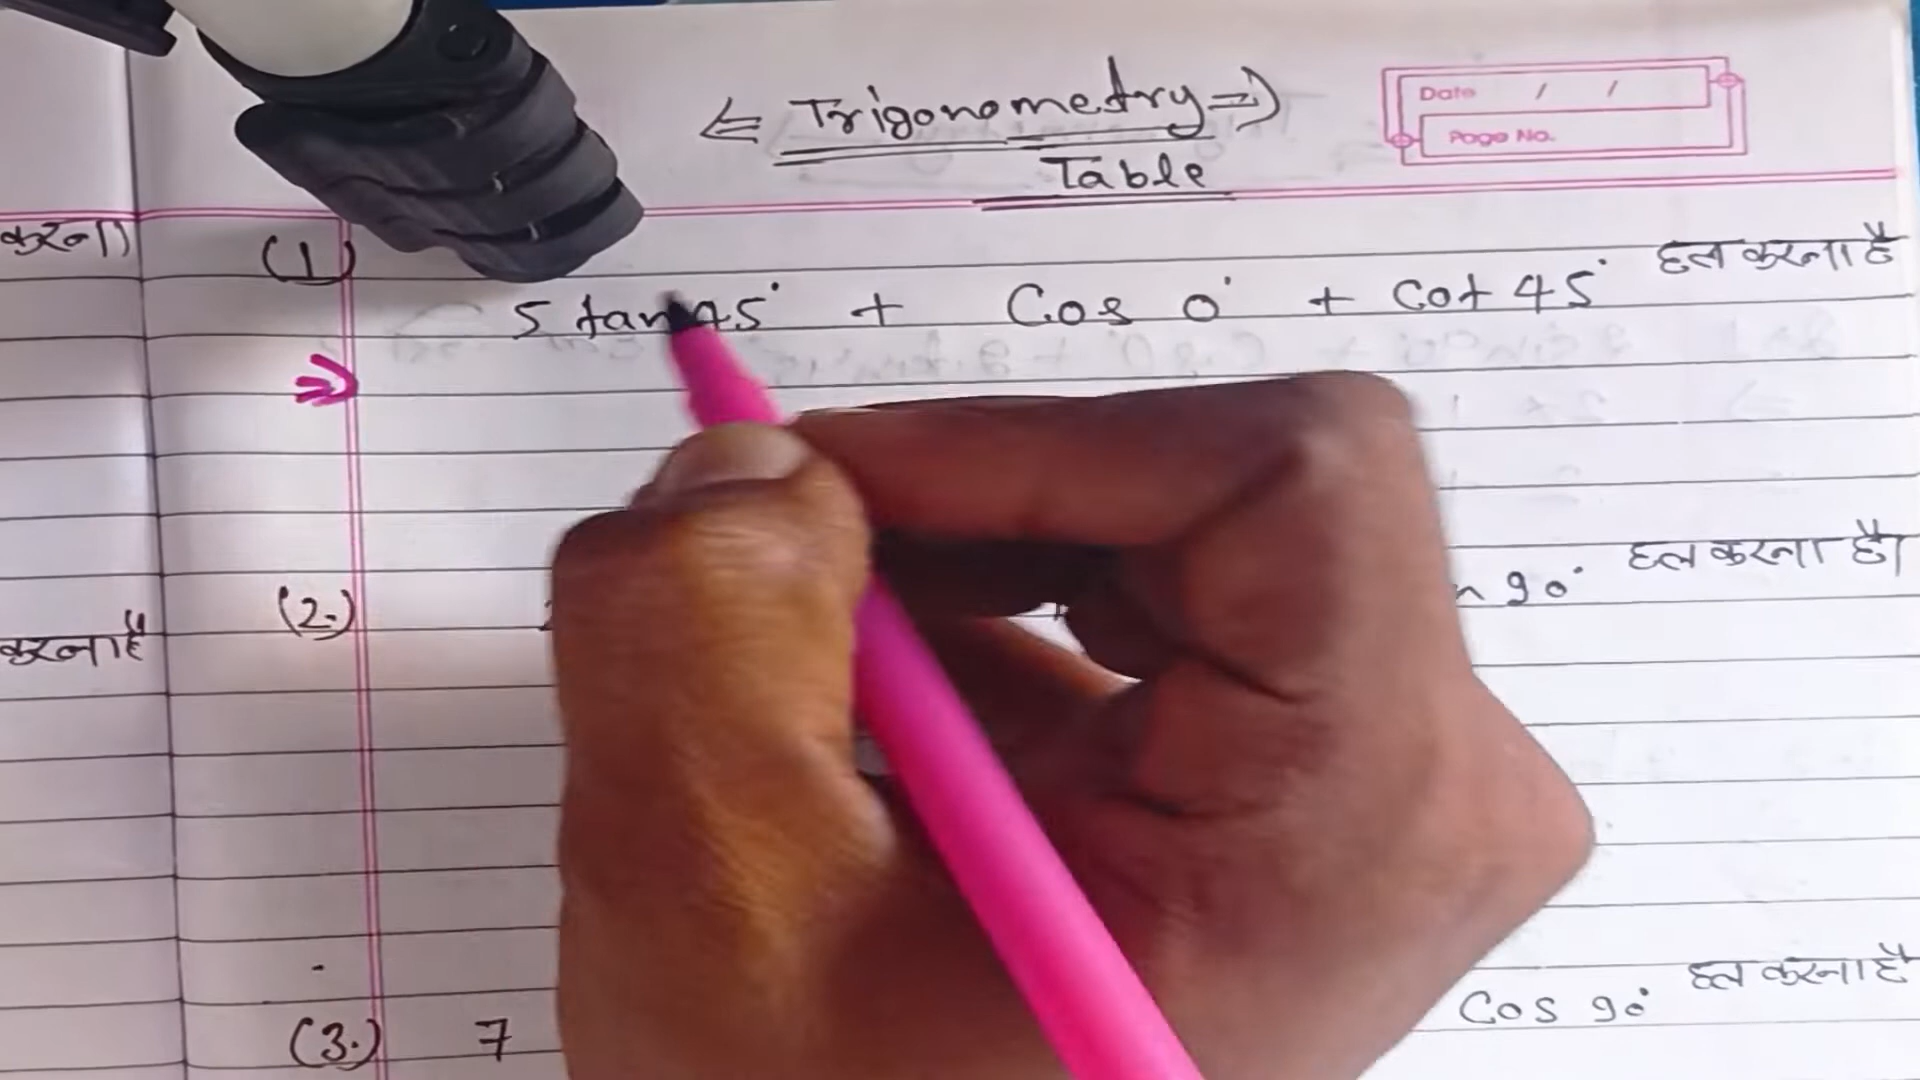 ⇐ Trigonometry ⇒
Table
Date / /
Page No.
करना।
(1)
5 tan 45° + Cos 0° + Cot 45° हल करना है
(2.) n 90° हल करना है।
करना है
(3.) 7 Cos 90° हल करना है